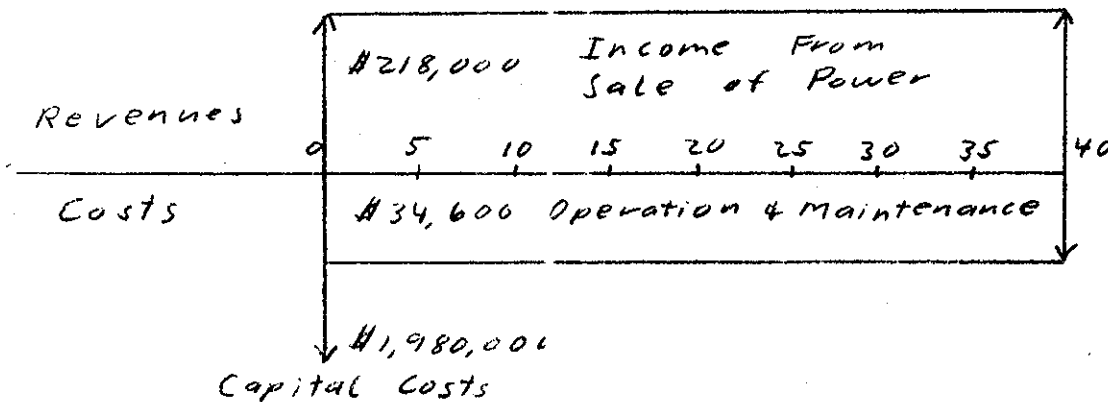 $218,000 Income From
Sale of Power
Revenues
0 5 10 15 20 25 30 35 40
Costs
$34,600 Operation & Maintenance
$1,980,000
Capital Costs